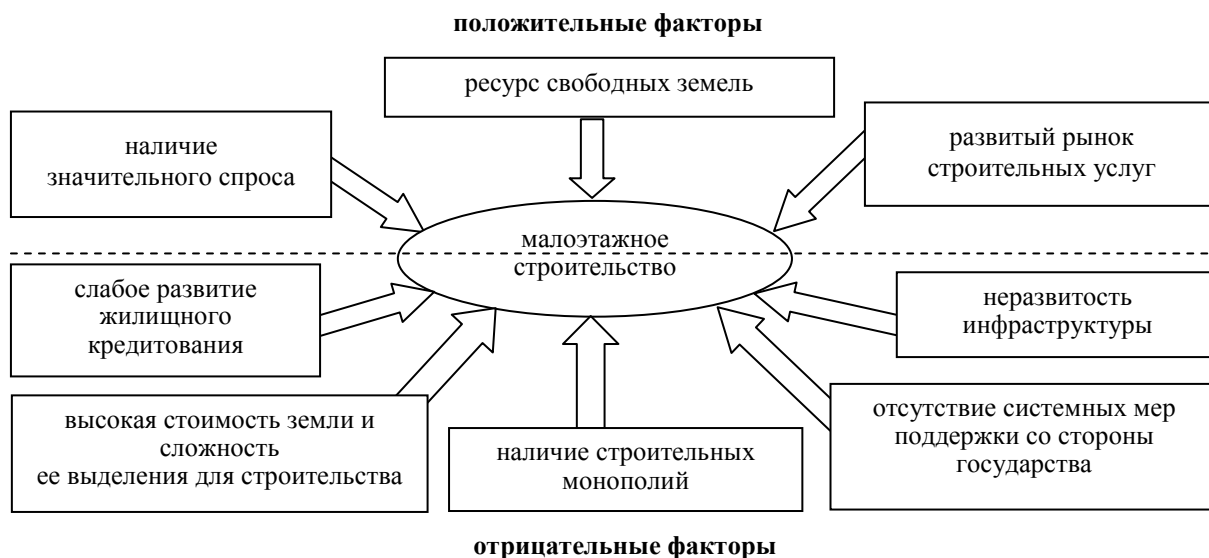 положительные факторы
ресурс свободных земель
наличие
значительного спроса
развитый рынок
строительных услуг
малоэтажное
строительство
слабое развитие
жилищного
кредитования
неразвитость
инфраструктуры
высокая стоимость земли и
сложность
ее выделения для строительства
наличие строительных
монополий
отсутствие системных мер
поддержки со стороны
государства
отрицательные факторы